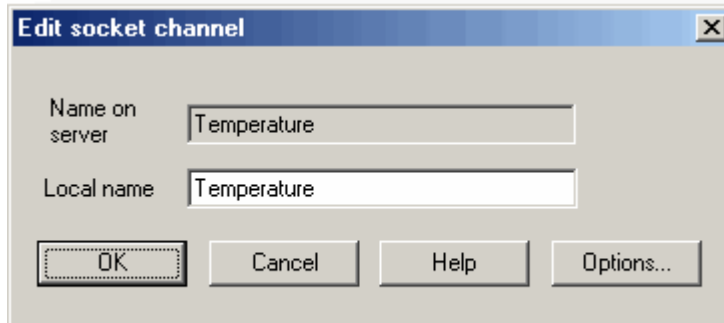 Edit socket channel
Name on
server
Temperature
Local name
Temperature
OK
Cancel
Help
Options...